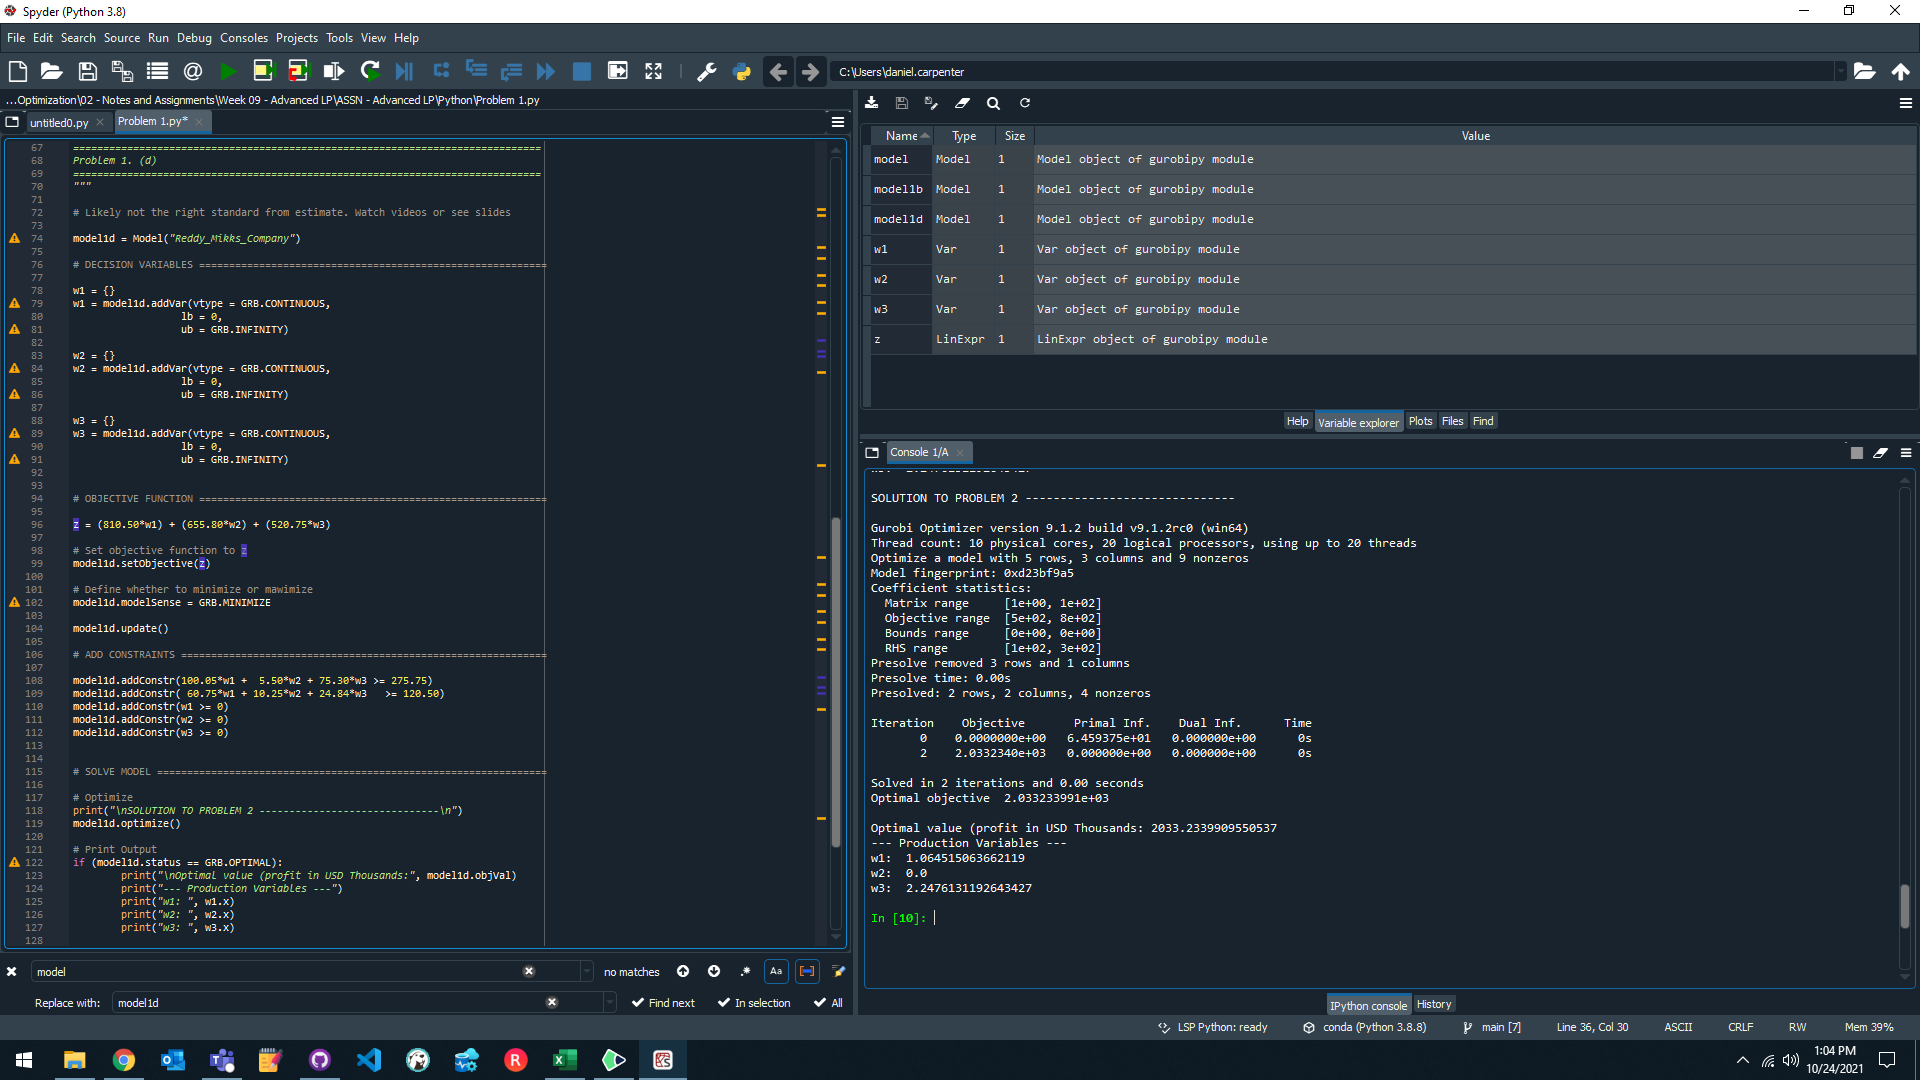 Spyder (Python 3.8)
File Edit Search Source Run Debug Consoles Projects Tools View Help
C:\Users\daniel.carpenter
...Optimization\02 - Notes and Assignments\Week 09 - Advanced LP\ASSN - Advanced LP\Python\Problem 1.py
untitled0.py Problem 1.py*
67 ==============================================================================
68 Problem 1. (d)
69 ==============================================================================
70 """
71
72 # Likely not the right standard from estimate. Watch videos or see slides
73
74 model1d = Model("Reddy_Mikks_Company")
75
76 # DECISION VARIABLES ==========================================================
77
78 w1 = {}
79 w1 = model1d.addVar(vtype = GRB.CONTINUOUS,
80 lb = 0,
81 ub = GRB.INFINITY)
82
83 w2 = {}
84 w2 = model1d.addVar(vtype = GRB.CONTINUOUS,
85 lb = 0,
86 ub = GRB.INFINITY)
87
88 w3 = {}
89 w3 = model1d.addVar(vtype = GRB.CONTINUOUS,
90 lb = 0,
91 ub = GRB.INFINITY)
92
93
94 # OBJECTIVE FUNCTION ==========================================================
95
96 z = (810.50*w1) + (655.80*w2) + (520.75*w3)
97
98 # Set objective function to z
99 model1d.setObjective(z)
100
101 # Define whether to minimize or mawimize
102 model1d.modelSense = GRB.MINIMIZE
103
104 model1d.update()
105
106 # ADD CONSTRAINTS =============================================================
107
108 model1d.addConstr(100.05*w1 + 5.50*w2 + 75.30*w3 >= 275.75)
109 model1d.addConstr( 60.75*w1 + 10.25*w2 + 24.84*w3 >= 120.50)
110 model1d.addConstr(w1 >= 0)
111 model1d.addConstr(w2 >= 0)
112 model1d.addConstr(w3 >= 0)
113
114
115 # SOLVE MODEL =================================================================
116
117 # Optimize
118 print("\nSOLUTION TO PROBLEM 2 ------------------------------\n")
119 model1d.optimize()
120
121 # Print Output
122 if (model1d.status == GRB.OPTIMAL):
123 print("\nOptimal value (profit in USD Thousands:", model1d.objVal)
124 print("--- Production Variables ---")
125 print("w1: ", w1.x)
126 print("w2: ", w2.x)
127 print("w3: ", w3.x)
128
model no matches Aa
Replace with: model1d Find next In selection All
Name Type Size Value
model Model 1 Model object of gurobipy module
model1b Model 1 Model object of gurobipy module
model1d Model 1 Model object of gurobipy module
w1 Var 1 Var object of gurobipy module
w2 Var 1 Var object of gurobipy module
w3 Var 1 Var object of gurobipy module
z LinExpr 1 LinExpr object of gurobipy module
Help Variable explorer Plots Files Find
Console 1/A
SOLUTION TO PROBLEM 2 ------------------------------
Gurobi Optimizer version 9.1.2 build v9.1.2rc0 (win64)
Thread count: 10 physical cores, 20 logical processors, using up to 20 threads
Optimize a model with 5 rows, 3 columns and 9 nonzeros
Model fingerprint: 0xd23bf9a5
Coefficient statistics:
Matrix range [1e+00, 1e+02]
Objective range [5e+02, 8e+02]
Bounds range [0e+00, 0e+00]
RHS range [1e+02, 3e+02]
Presolve removed 3 rows and 1 columns
Presolve time: 0.00s
Presolved: 2 rows, 2 columns, 4 nonzeros
Iteration Objective Primal Inf. Dual Inf. Time
0 0.0000000e+00 6.459375e+01 0.000000e+00 0s
2 2.0332340e+03 0.000000e+00 0.000000e+00 0s
Solved in 2 iterations and 0.00 seconds
Optimal objective 2.033233991e+03
Optimal value (profit in USD Thousands: 2033.2339909550537
--- Production Variables ---
w1: 1.064515063662119
w2: 0.0
w3: 2.2476131192643427
In [10]:
IPython console History
LSP Python: ready conda (Python 3.8.8) main [7] Line 36, Col 30 ASCII CRLF RW Mem 39%
1:04 PM
10/24/2021